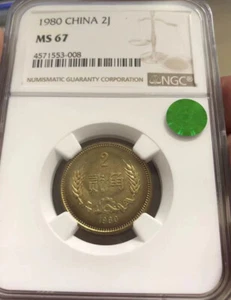 1980 CHINA 2J
MS 67
4571553-008
NUMISMATIC GUARANTY CORPORATION
NGC
2
贰角
1980